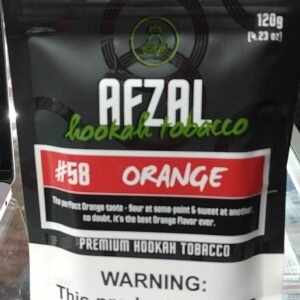 120g
[4.23 oz]
AFZAL
hookah tobacco
#58 ORANGE
The perfect Orange taste - Sour at some-point & sweet at another.
no doubt, it's the best Orange Flavor ever.
PREMIUM HOOKAH TOBACCO
WARNING:
This